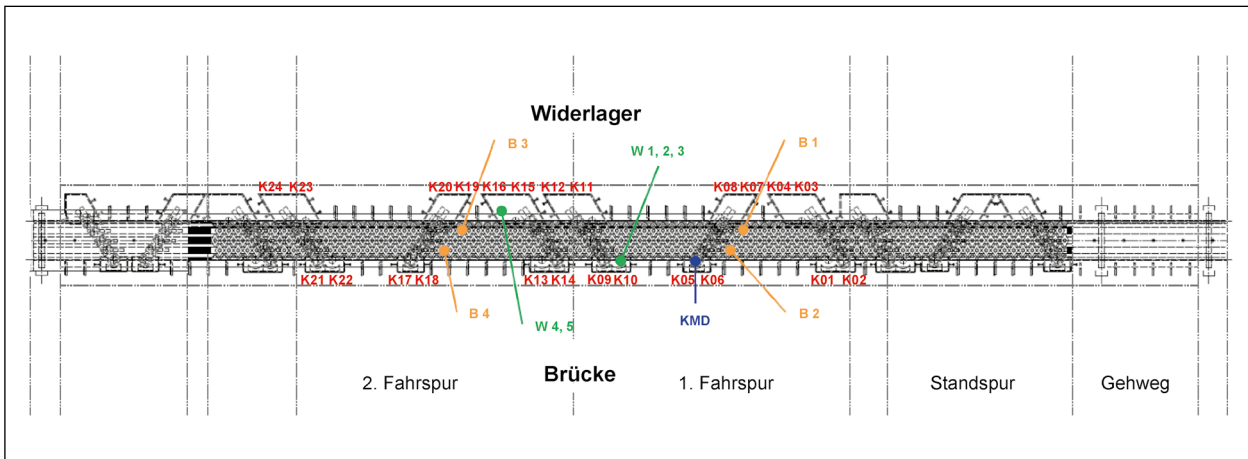 Widerlager
B 3
W 1, 2, 3
B 1
K24 K23
K20 K19 K16 K15 K12 K11
K08 K07 K04 K03
K21 K22
K17 K18
K13 K14
K09 K10
K05 K06
K01 K02
B 4
W 4, 5
KMD
B 2
Brücke
2. Fahrspur
1. Fahrspur
Standspur
Gehweg